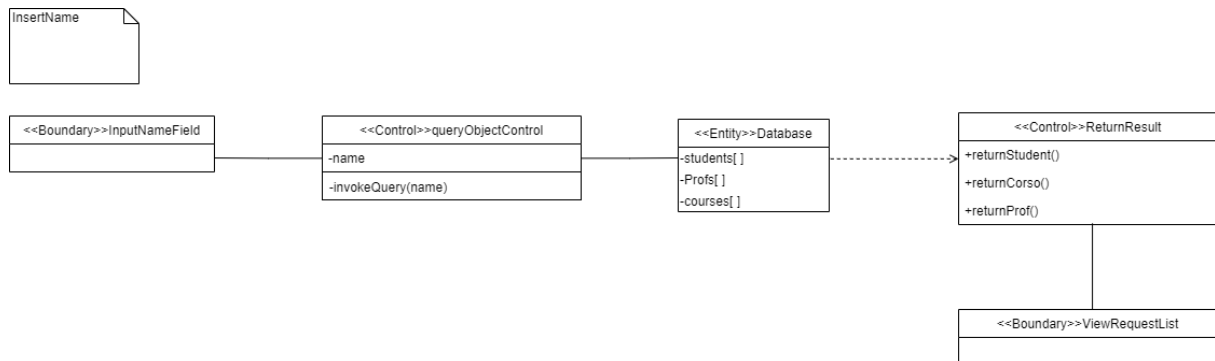 InsertName
<<Boundary>>InputNameField
<<Control>>queryObjectControl
-name
-invokeQuery(name)
<<Entity>>Database
-students[ ]
-Profs[ ]
-courses[ ]
<<Control>>ReturnResult
+returnStudent()
+returnCorso()
+returnProf()
<<Boundary>>ViewRequestList